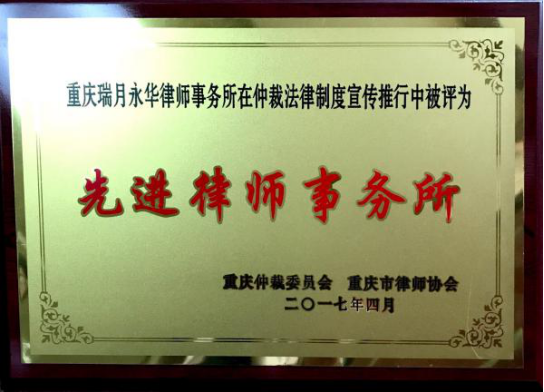 重庆瑞月永华律师事务所在仲裁法律制度宣传推行中被评为
先进律师事务所
重庆仲裁委员会 重庆市律师协会
二〇一七年四月